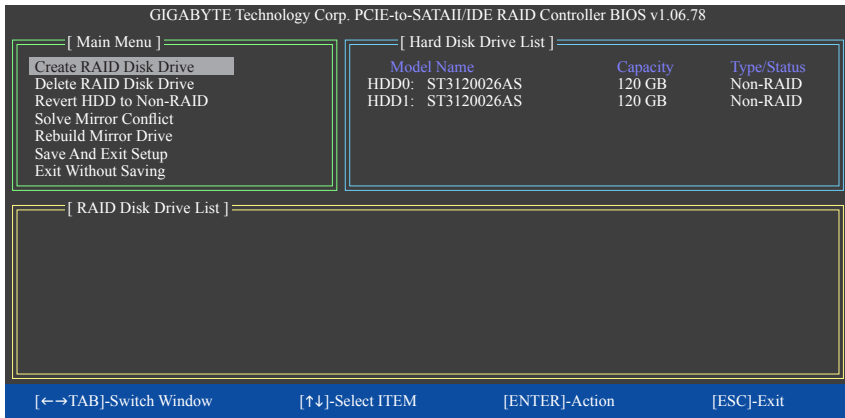 GIGABYTE Technology Corp. PCIE-to-SATAII/IDE RAID Controller BIOS v1.06.78
[ Main Menu ]
Create RAID Disk Drive
Delete RAID Disk Drive
Revert HDD to Non-RAID
Solve Mirror Conflict
Rebuild Mirror Drive
Save And Exit Setup
Exit Without Saving
[ Hard Disk Drive List ]
Model Name Capacity Type/Status
HDD0: ST3120026AS 120 GB Non-RAID
HDD1: ST3120026AS 120 GB Non-RAID
[ RAID Disk Drive List ]
[←→TAB]-Switch Window [↑↓]-Select ITEM [ENTER]-Action [ESC]-Exit